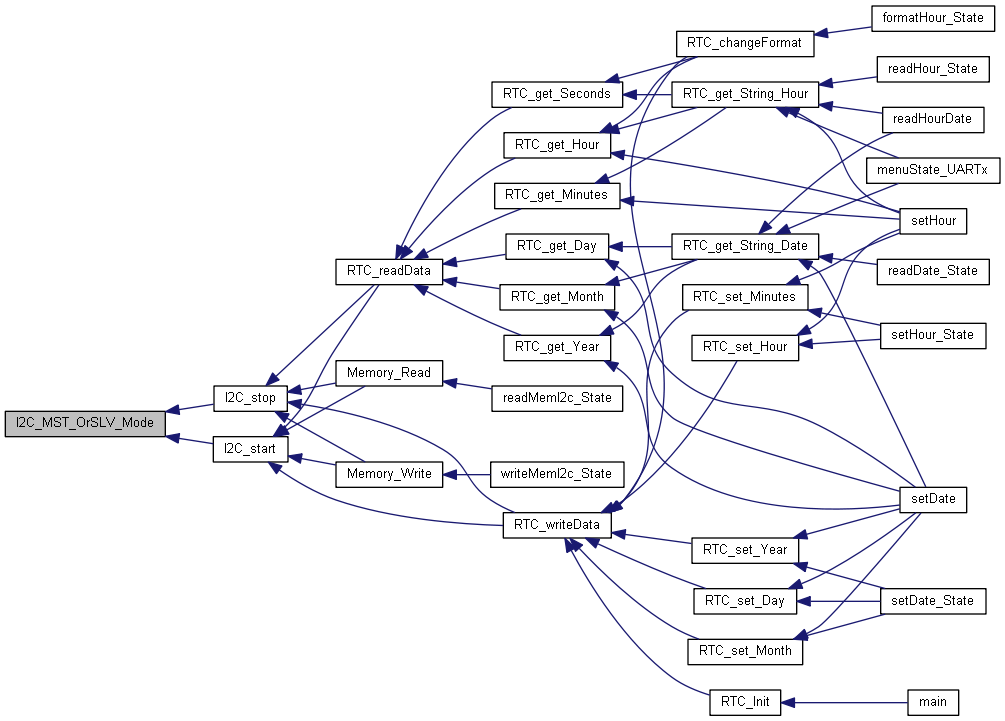 formatHour_State
RTC_changeFormat
readHour_State
RTC_get_Seconds
RTC_get_String_Hour
readHourDate
RTC_get_Hour
menuState_UARTx
RTC_get_Minutes
setHour
RTC_get_Day
RTC_get_String_Date
RTC_readData
readDate_State
RTC_get_Month
RTC_set_Minutes
setHour_State
RTC_get_Year
RTC_set_Hour
Memory_Read
I2C_stop
readMemI2c_State
I2C_MST_OrSLV_Mode
I2C_start
Memory_Write
writeMemI2c_State
setDate
RTC_writeData
RTC_set_Year
RTC_set_Day
setDate_State
RTC_set_Month
RTC_Init
main